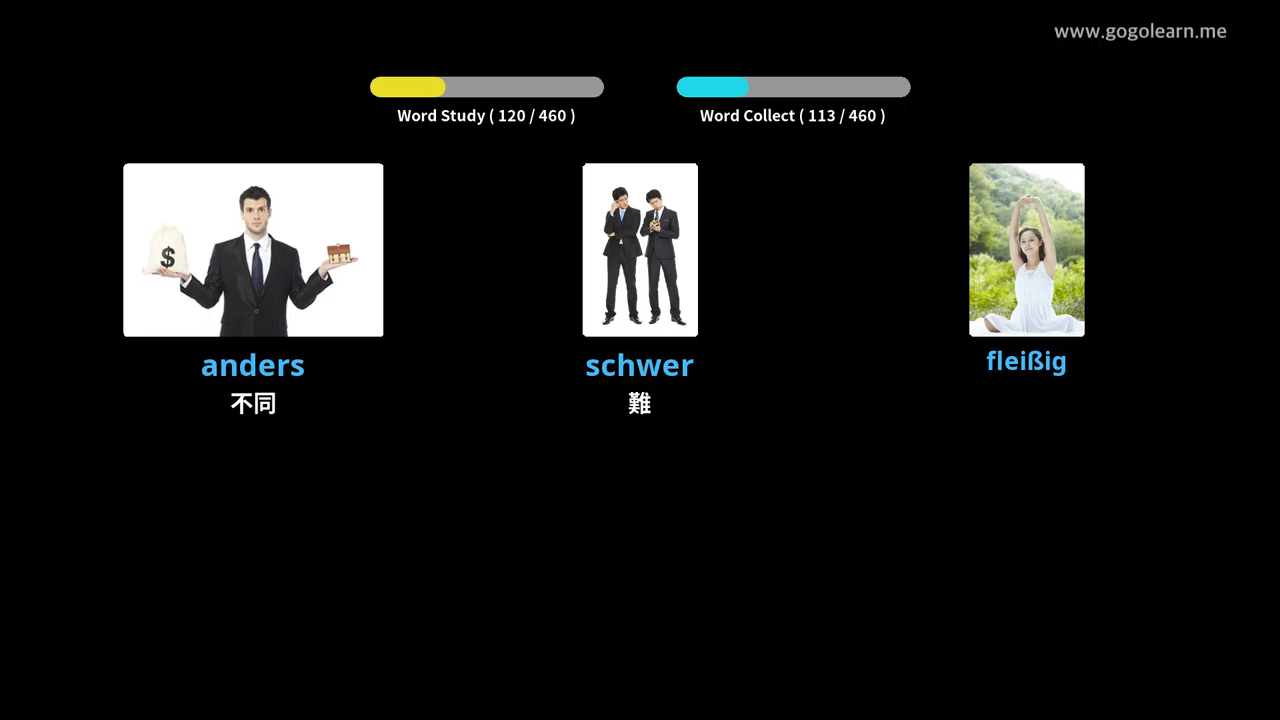 www.gogolearn.me
Word Study ( 120 / 460 )
Word Collect ( 113 / 460 )
$
anders
schwer
fleißig
不同
難